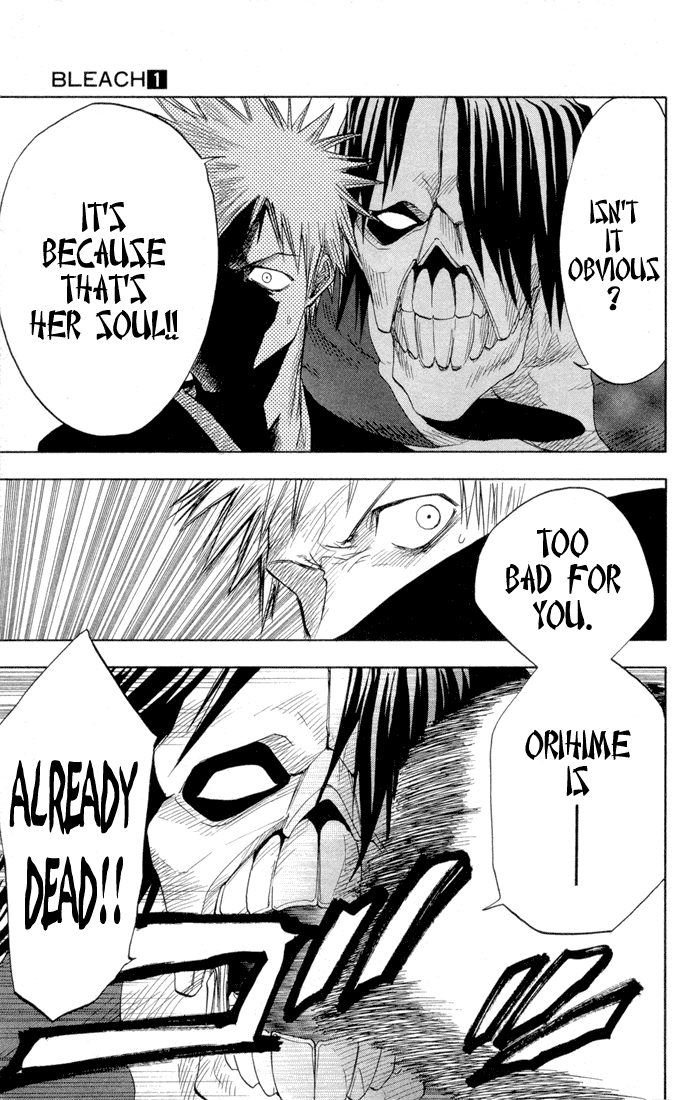 BLEACH 1
ISN'T
IT
OBVIOUS
?
IT'S
BECAUSE
THAT'S
HER SOUL!!
TOO
BAD FOR
YOU.
ORIHIME
IS
—
ALREADY
DEAD!!